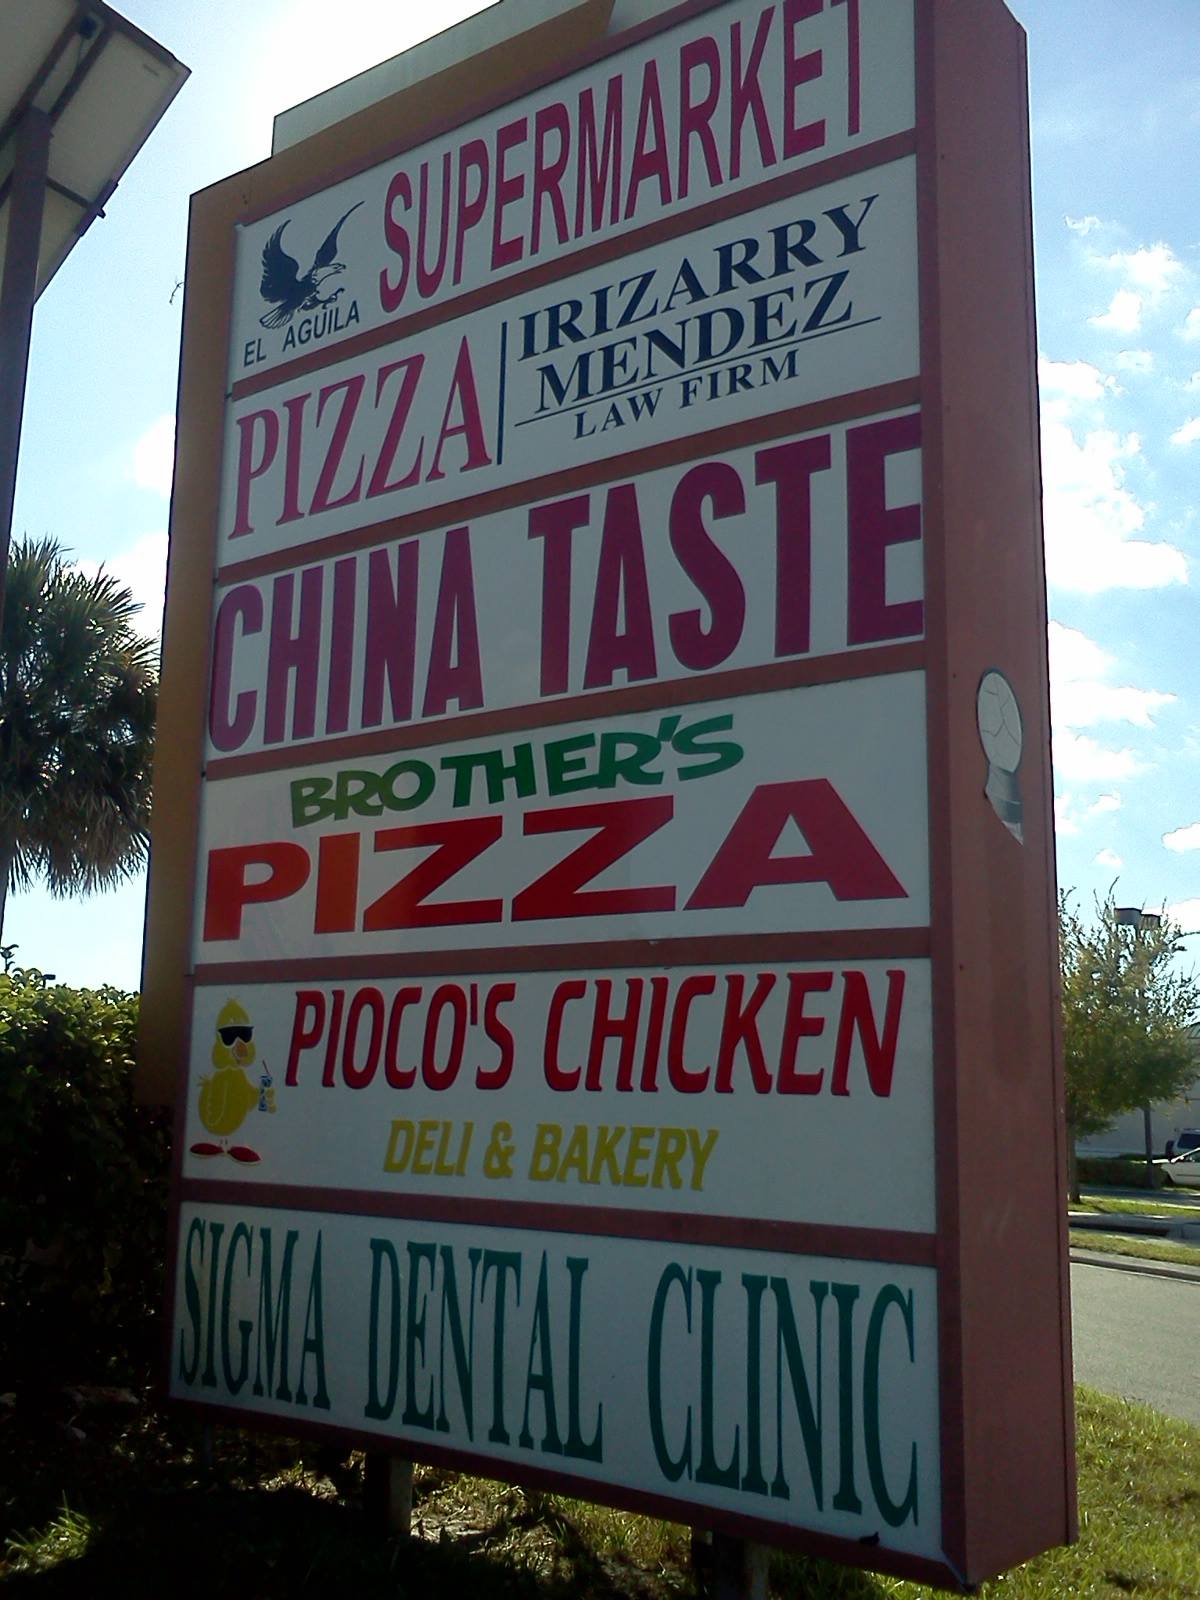 SUPERMARKET
EL AGUILA
PIZZA
IRIZARRY
MENDEZ
LAW FIRM
CHINA TASTE
BROTHER'S
PIZZA
PIOCO'S CHICKEN
DELI & BAKERY
SIGMA DENTAL CLINIC